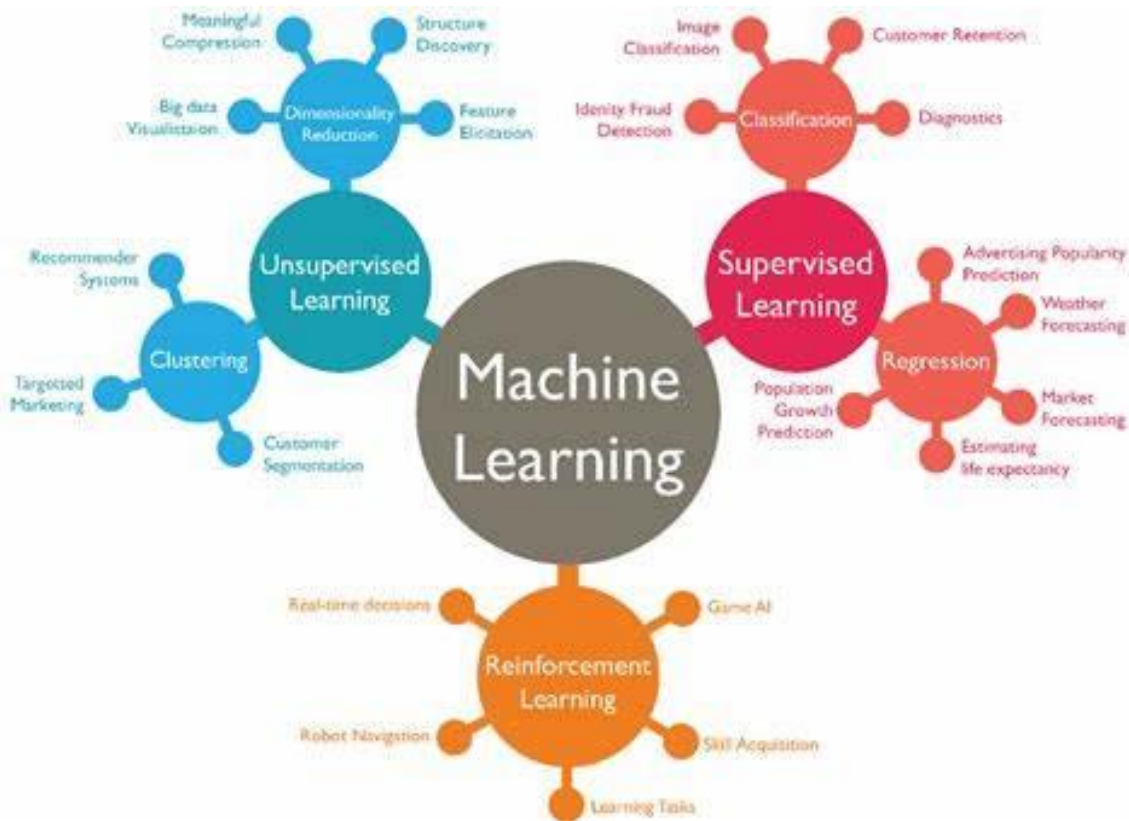 Meaningful
Compression
Structure
Discovery
Big data
Visualistaion
Dimensionality
Reduction
Feature
Elicitation
Image
Classification
Customer Retention
Idenity Fraud
Detection
Classification
Diagnostics
Recommender
Systems
Unsupervised
Learning
Clustering
Targetted
Marketing
Customer
Segmentation
Supervised
Learning
Advertising Popularity
Prediction
Weather
Forecasting
Regression
Population
Growth
Prediction
Market
Forecasting
Estimating
life expectancy
Machine
Learning
Real-time decisions
Game AI
Reinforcement
Learning
Robot Navigation
Skill Acquisition
Learning Tasks